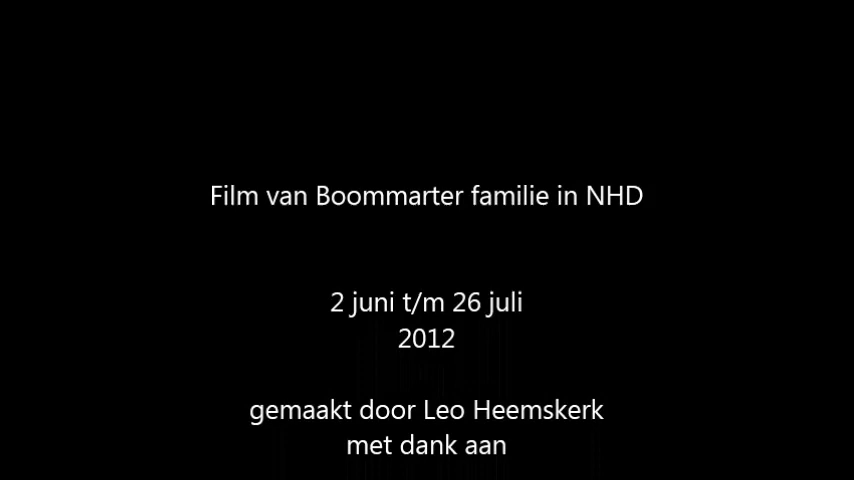 Film van Boommarter familie in NHD
2 juni t/m 26 juli
2012
gemaakt door Leo Heemskerk
met dank aan